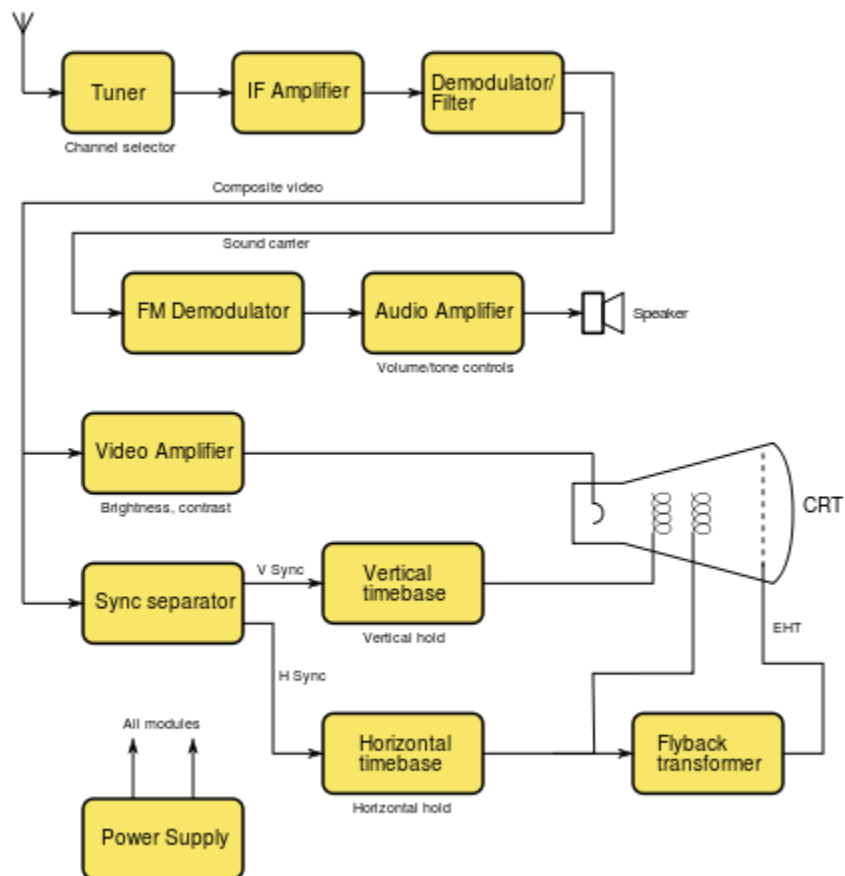 Tuner
IF Amplifier
Demodulator/
Filter
Channel selector
Composite video
Sound carrier
FM Demodulator
Audio Amplifier
Speaker
Volume/tone controls
Video Amplifier
Brightness, contrast
CRT
V Sync
Vertical
timebase
Sync separator
Vertical hold
EHT
H Sync
All modules
Horizontal
timebase
Flyback
transformer
Horizontal hold
Power Supply